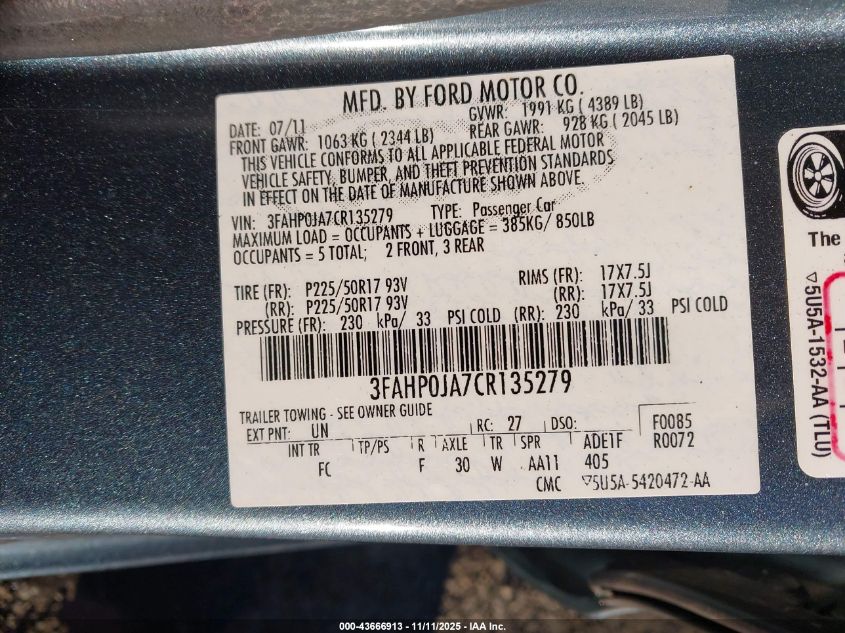 MFD. BY FORD MOTOR CO.
DATE: 07/11 GVWR: 1991 KG ( 4389 LB)
FRONT GAWR: 1063 KG ( 2344 LB) REAR GAWR: 928 KG ( 2045 LB)
THIS VEHICLE CONFORMS TO ALL APPLICABLE FEDERAL MOTOR
VEHICLE SAFETY, BUMPER, AND THEFT PREVENTION STANDARDS
IN EFFECT ON THE DATE OF MANUFACTURE SHOWN ABOVE.
VIN: 3FAHP0JA7CR135279 TYPE: Passenger Car
MAXIMUM LOAD = OCCUPANTS + LUGGAGE = 385KG/ 850LB
OCCUPANTS = 5 TOTAL; 2 FRONT, 3 REAR
TIRE (FR): P225/50R17 93V RIMS (FR): 17X7.5J
(RR): P225/50R17 93V (RR): 17X7.5J
PRESSURE (FR): 230 kPa/ 33 PSI COLD (RR): 230 kPa/ 33 PSI COLD
3FAHP0JA7CR135279
TRAILER TOWING - SEE OWNER GUIDE
EXT PNT: UN RC: 27 DSO: F0085
INT TR TP/PS R AXLE TR SPR ADE1F R0072
FC F 30 W AA11 405
CMC ▽5U5A-5420472-AA
The
▽5U5A-1532-AA (TLU)
000-43666913 - 11/11/2025 - IAA Inc.